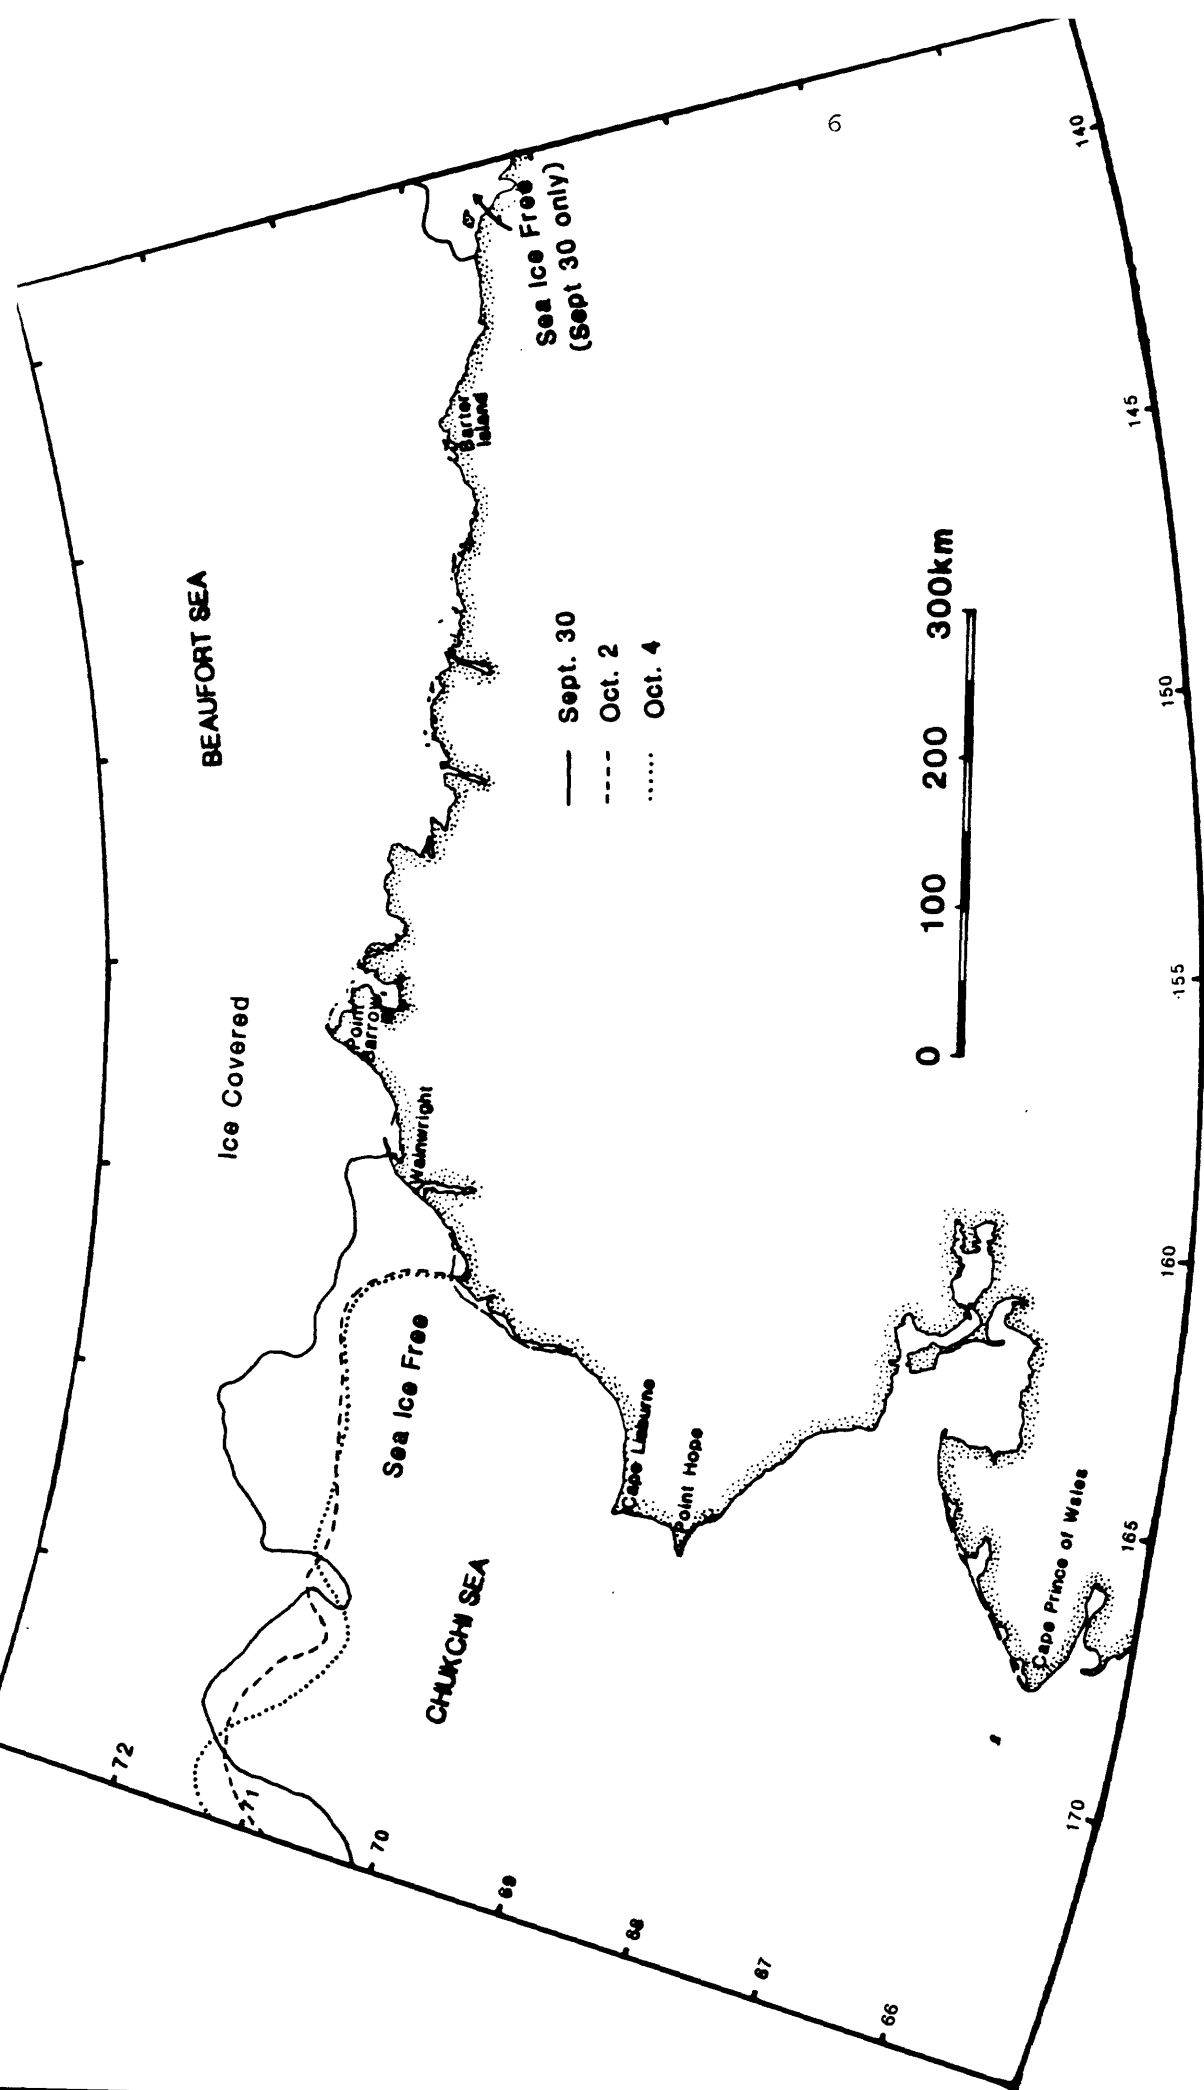 BEAUFORT SEA
Ice Covered
Sea Ice Free
(Sept 30 only)
Barter
Island
Point
Barrow
Wainwright
Sea Ice Free
CHUKCHI SEA
Cape Lisburne
Point Hope
Cape Prince of Wales
Sept. 30
Oct. 2
Oct. 4
0 100 200 300km
72
71
70
69
68
67
66
170
165
160
155
150
145
140
6